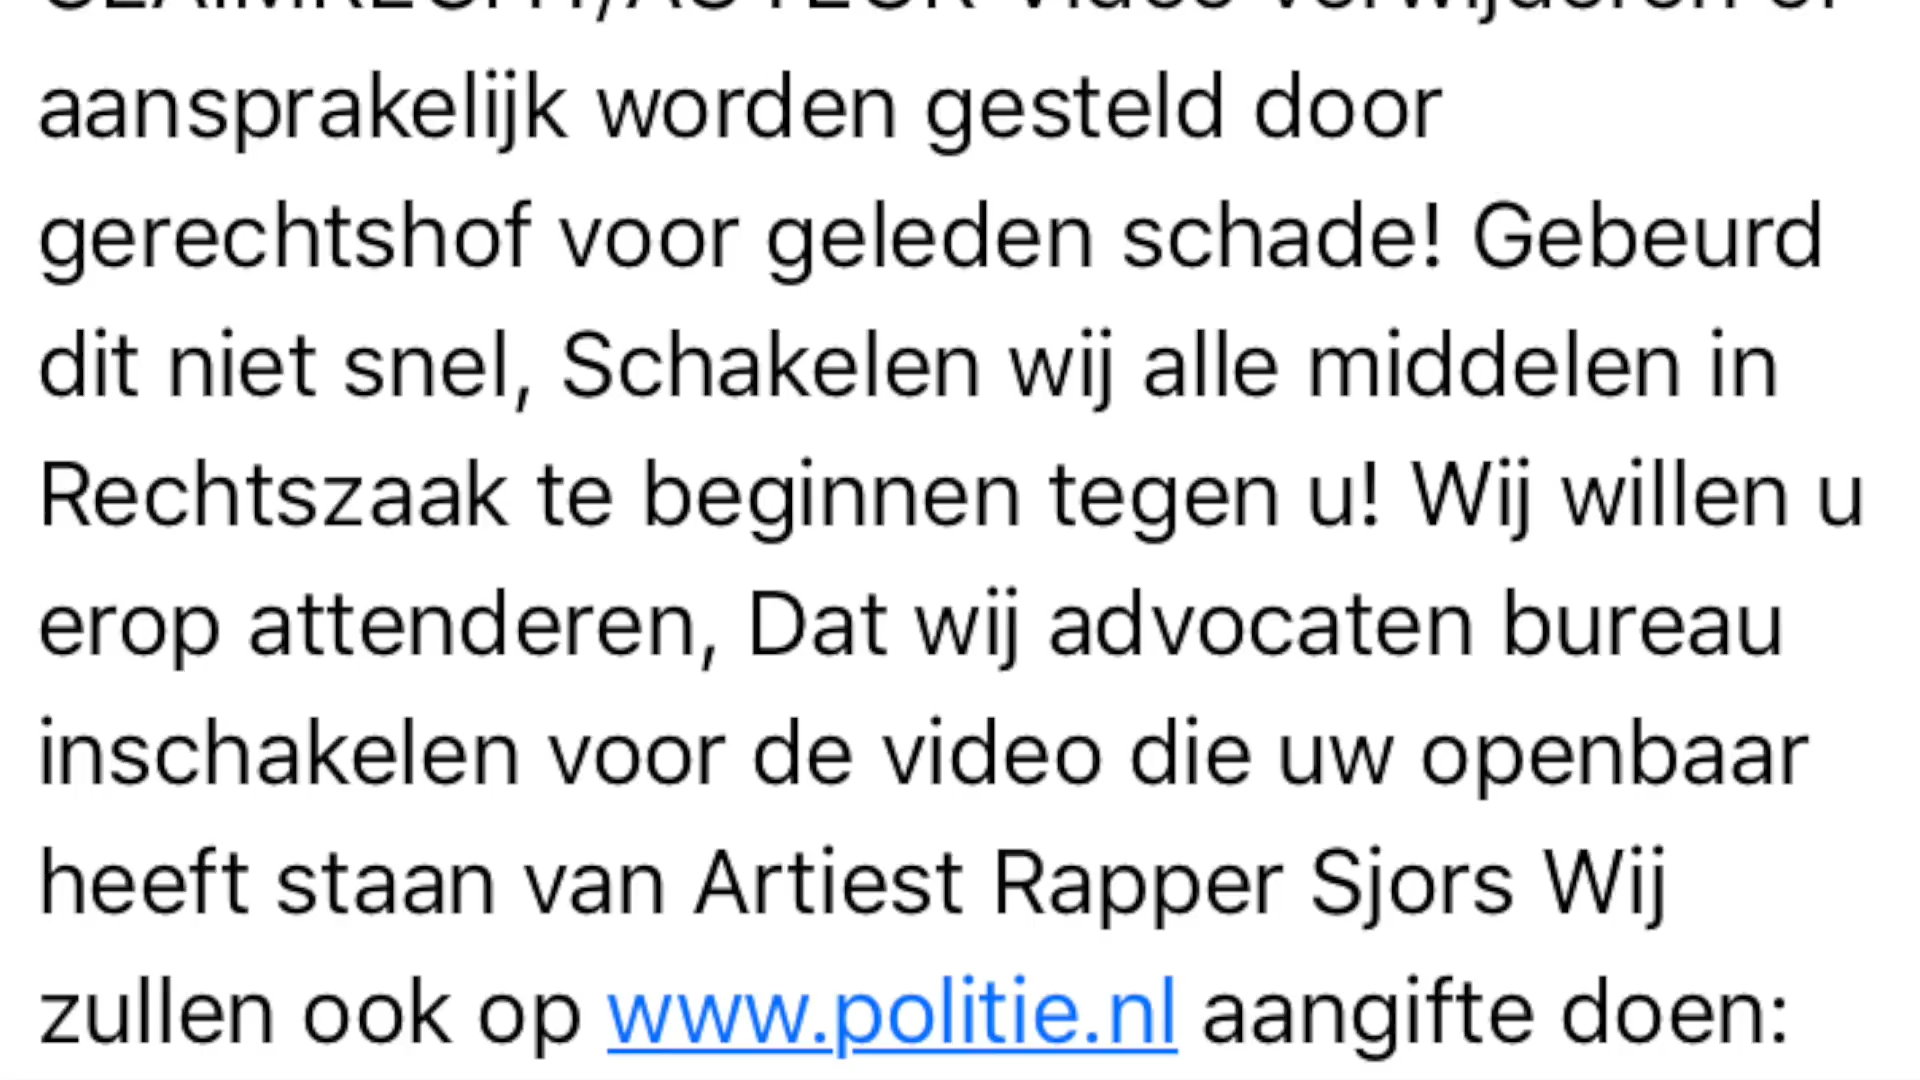 aansprakelijk worden gesteld door
gerechtshof voor geleden schade! Gebeurd
dit niet snel, Schakelen wij alle middelen in
Rechtszaak te beginnen tegen u! Wij willen u
erop attenderen, Dat wij advocaten bureau
inschakelen voor de video die uw openbaar
heeft staan van Artiest Rapper Sjors Wij
zullen ook op www.politie.nl aangifte doen: